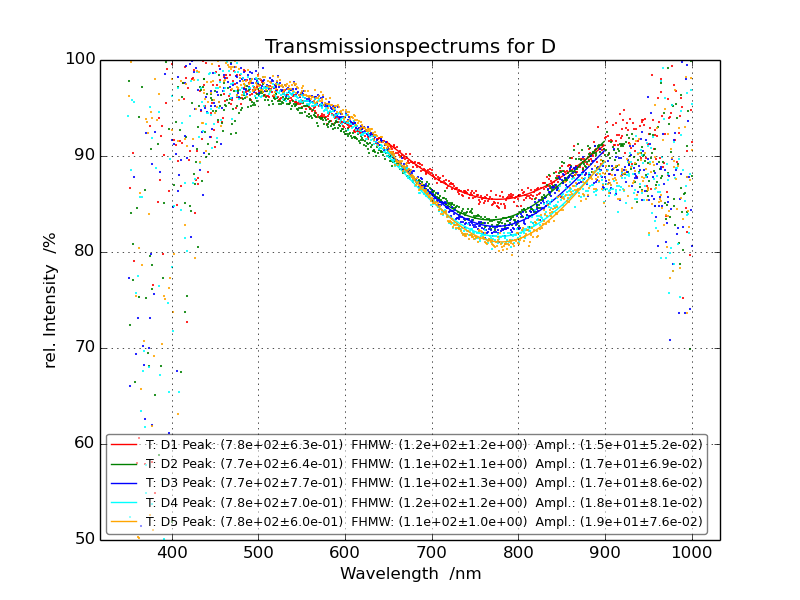 Transmissionspectrums for D
100
90
80
70
60
50
rel. Intensity /%
T: D1 Peak: (7.8e+02±6.3e-01) FHMW: (1.2e+02±1.2e+00) Ampl.: (1.5e+01±5.2e-02)
T: D2 Peak: (7.7e+02±6.4e-01) FHMW: (1.1e+02±1.1e+00) Ampl.: (1.7e+01±6.9e-02)
T: D3 Peak: (7.7e+02±7.7e-01) FHMW: (1.1e+02±1.3e+00) Ampl.: (1.7e+01±8.6e-02)
T: D4 Peak: (7.8e+02±7.0e-01) FHMW: (1.2e+02±1.2e+00) Ampl.: (1.8e+01±8.1e-02)
T: D5 Peak: (7.8e+02±6.0e-01) FHMW: (1.1e+02±1.0e+00) Ampl.: (1.9e+01±7.6e-02)
400 500 600 700 800 900 1000
Wavelength /nm